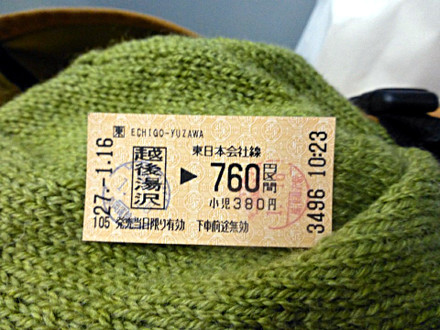 東 ECHIGO-YUZAWA
27.-1.16
越後湯沢
東日本会社線
▶ 760円区間
小児380円
105 発売当日限り有効 下車前途無効
3496 10:23